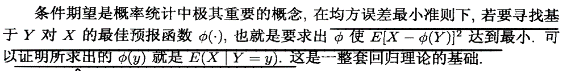 条件期望是概率统计中极其重要的概念, 在均方误差最小准则下, 若要寻找基
于 Y 对 X 的最佳预报函数 ϕ(·), 也就是要求出 ϕ 使 E[X − ϕ(Y)]² 达到最小. 可
以证明所求出的 ϕ(y) 就是 E(X | Y = y). 这是一整套回归理论的基础.